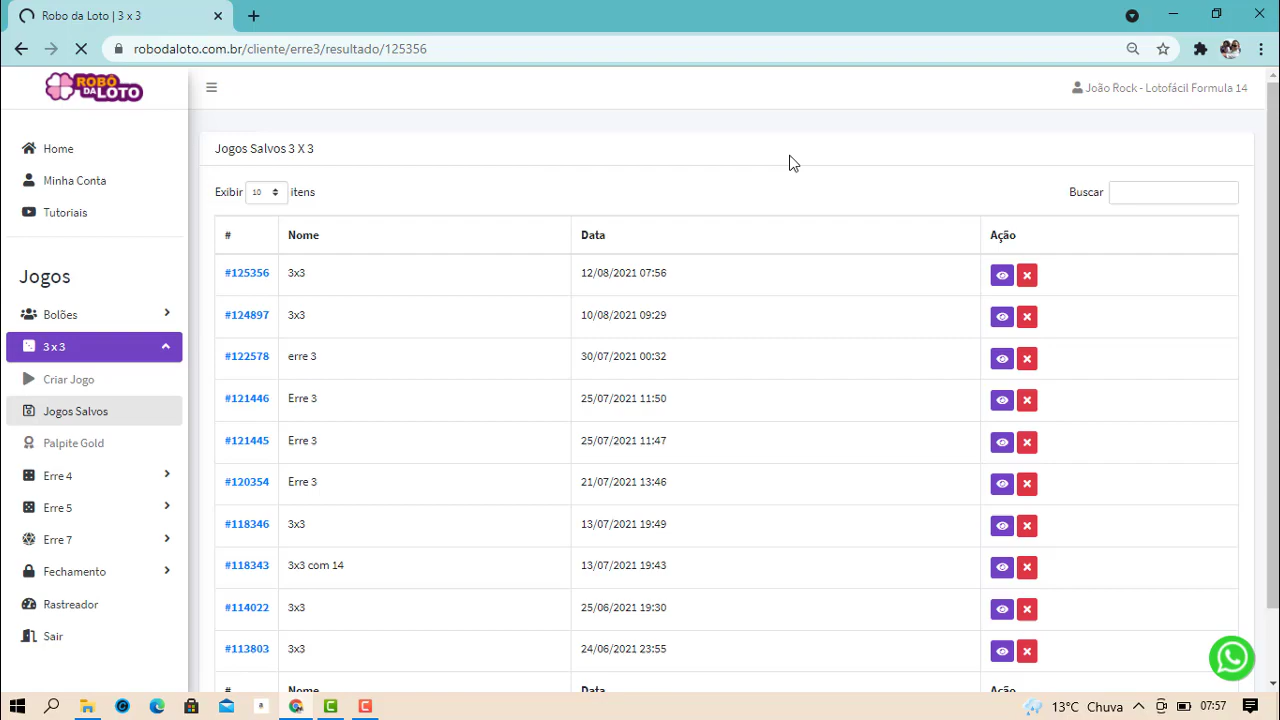 Robo da Loto | 3 x 3
robodaloto.com.br/cliente/erre3/resultado/125356
ROBÔ
DA LOTO
João Rock - Lotofácil Formula 14
Home
Minha Conta
Tutoriais
Jogos
Bolões
3 x 3
Criar Jogo
Jogos Salvos
Palpite Gold
Erre 4
Erre 5
Erre 7
Fechamento
Rastreador
Sair
Jogos Salvos 3 X 3
Exibir 10 itens
Buscar
# Nome Data Ação
#125356 3x3 12/08/2021 07:56
#124897 3x3 10/08/2021 09:29
#122578 erre 3 30/07/2021 00:32
#121446 Erre 3 25/07/2021 11:50
#121445 Erre 3 25/07/2021 11:47
#120354 Erre 3 21/07/2021 13:46
#118346 3x3 13/07/2021 19:49
#118343 3x3 com 14 13/07/2021 19:43
#114022 3x3 25/06/2021 19:30
#113803 3x3 24/06/2021 23:55
# Nome Data Ação
13°C Chuva 07:57